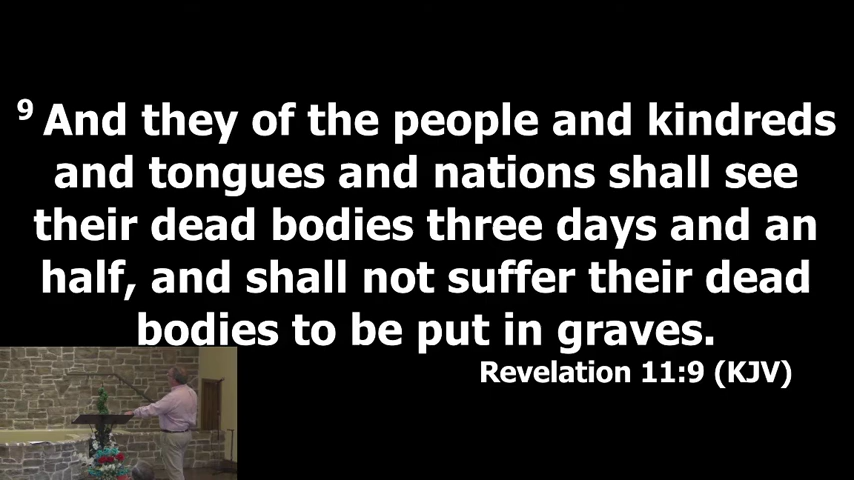 9 And they of the people and kindreds
and tongues and nations shall see
their dead bodies three days and an
half, and shall not suffer their dead
bodies to be put in graves.
Revelation 11:9 (KJV)